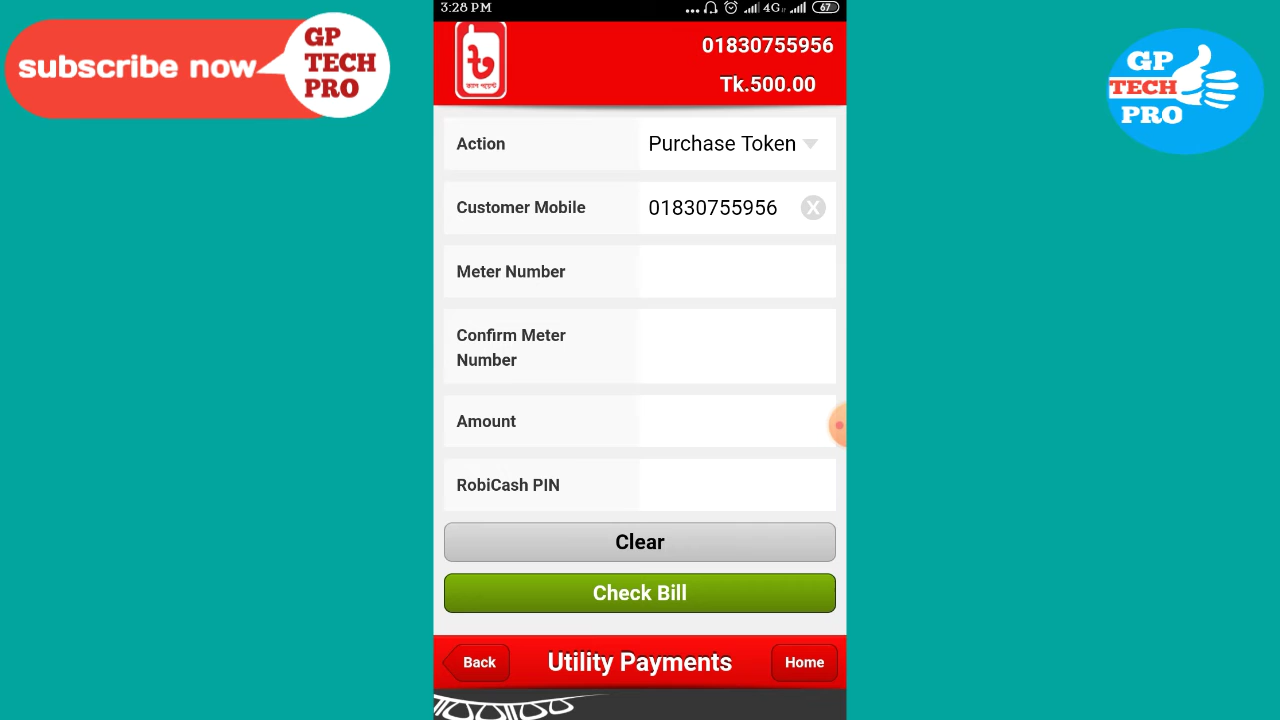 subscribe now
GP
TECH
PRO
3:28 PM
4G
67
৳
01830755956
Tk.500.00
GP
TECH
PRO
Action
Purchase Token
Customer Mobile
01830755956
X
Meter Number
Confirm Meter
Number
Amount
RobiCash PIN
Clear
Check Bill
Back
Utility Payments
Home